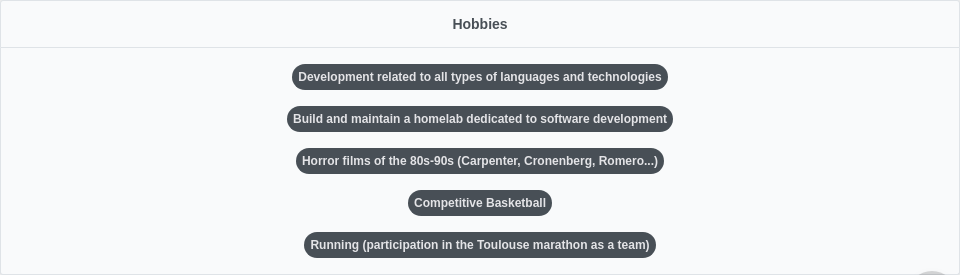 Hobbies
Development related to all types of languages and technologies
Build and maintain a homelab dedicated to software development
Horror films of the 80s-90s (Carpenter, Cronenberg, Romero...)
Competitive Basketball
Running (participation in the Toulouse marathon as a team)